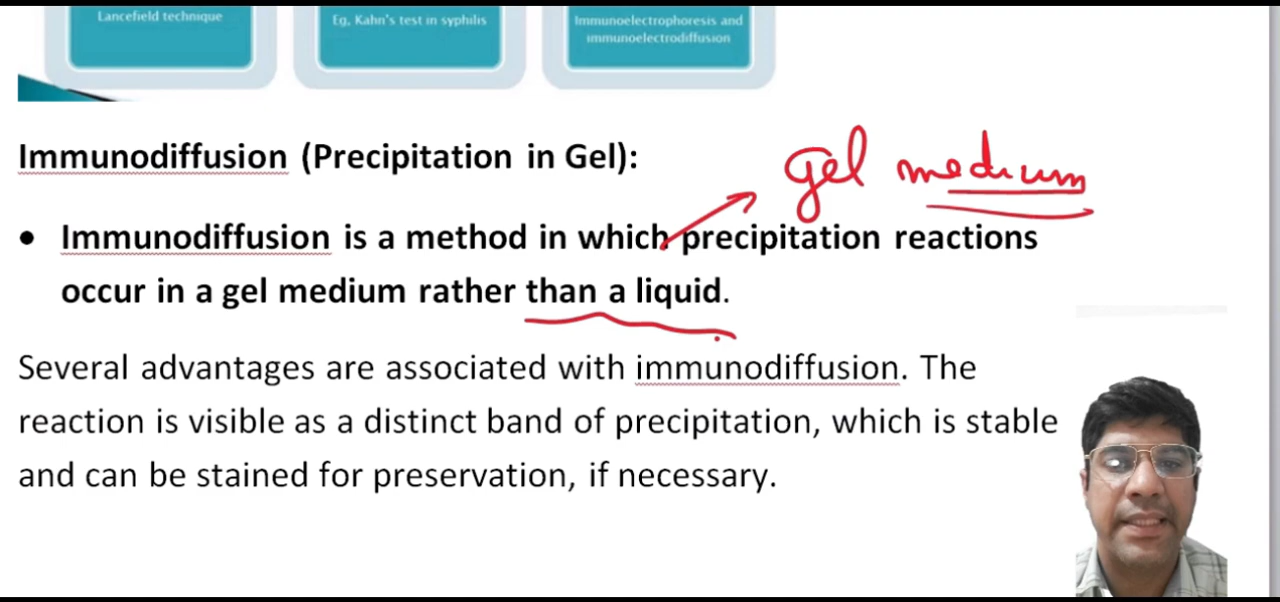 Lancefield technique
Eg, Kahn's test in syphilis
Immunoelectrophoresis and
immunoelectrodiffusion
Immunodiffusion (Precipitation in Gel):
gel medium
• Immunodiffusion is a method in which precipitation reactions
occur in a gel medium rather than a liquid.
Several advantages are associated with immunodiffusion. The
reaction is visible as a distinct band of precipitation, which is stable
and can be stained for preservation, if necessary.